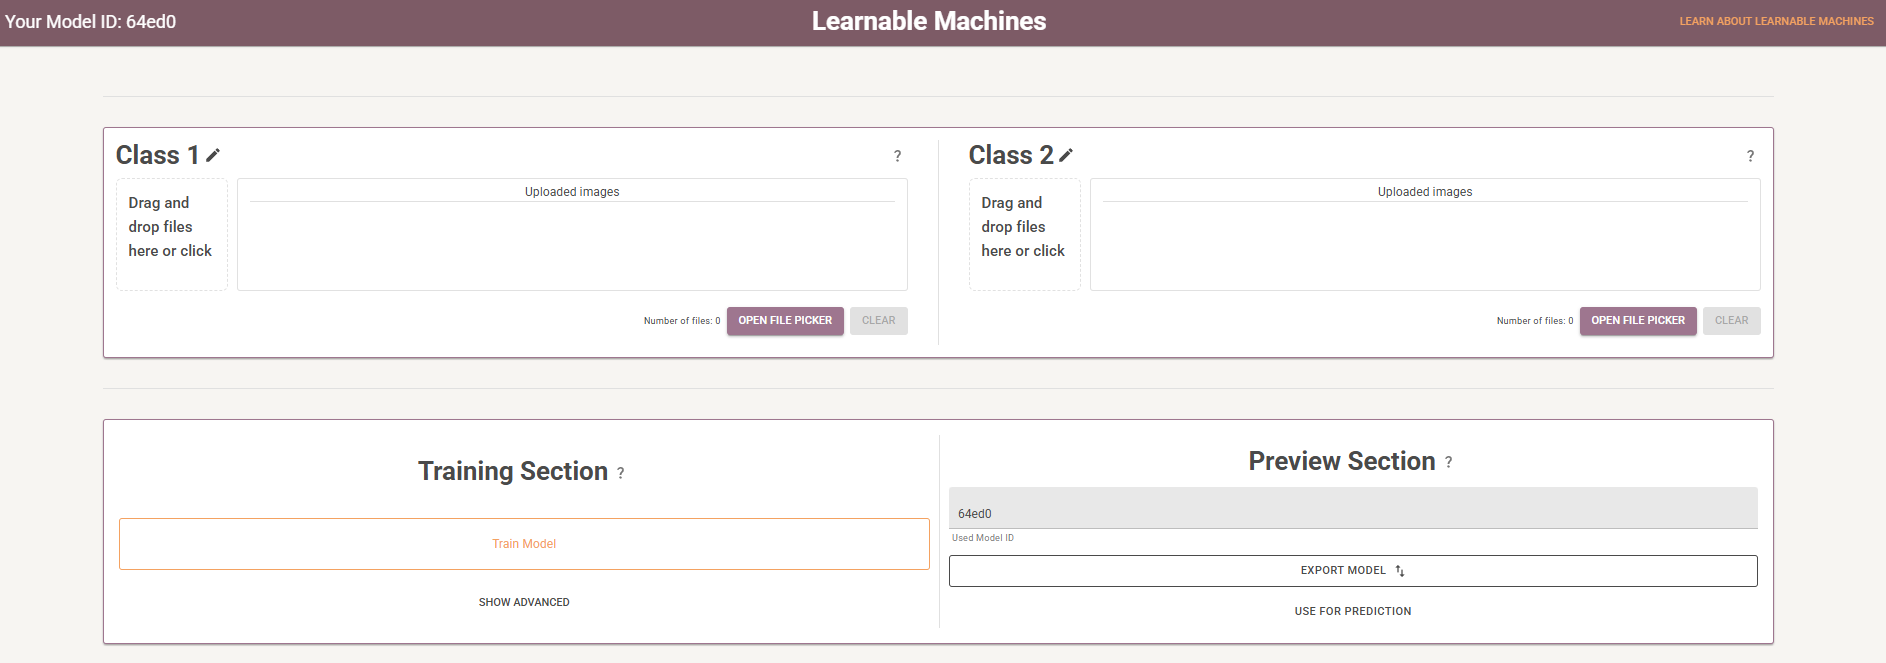 Your Model ID: 64ed0
Learnable Machines
LEARN ABOUT LEARNABLE MACHINES
Class 1
?
Drag and
drop files
here or click
Uploaded images
Number of files: 0
OPEN FILE PICKER
CLEAR
Class 2
?
Drag and
drop files
here or click
Uploaded images
Number of files: 0
OPEN FILE PICKER
CLEAR
Training Section ?
Train Model
SHOW ADVANCED
Preview Section ?
64ed0
Used Model ID
EXPORT MODEL
USE FOR PREDICTION